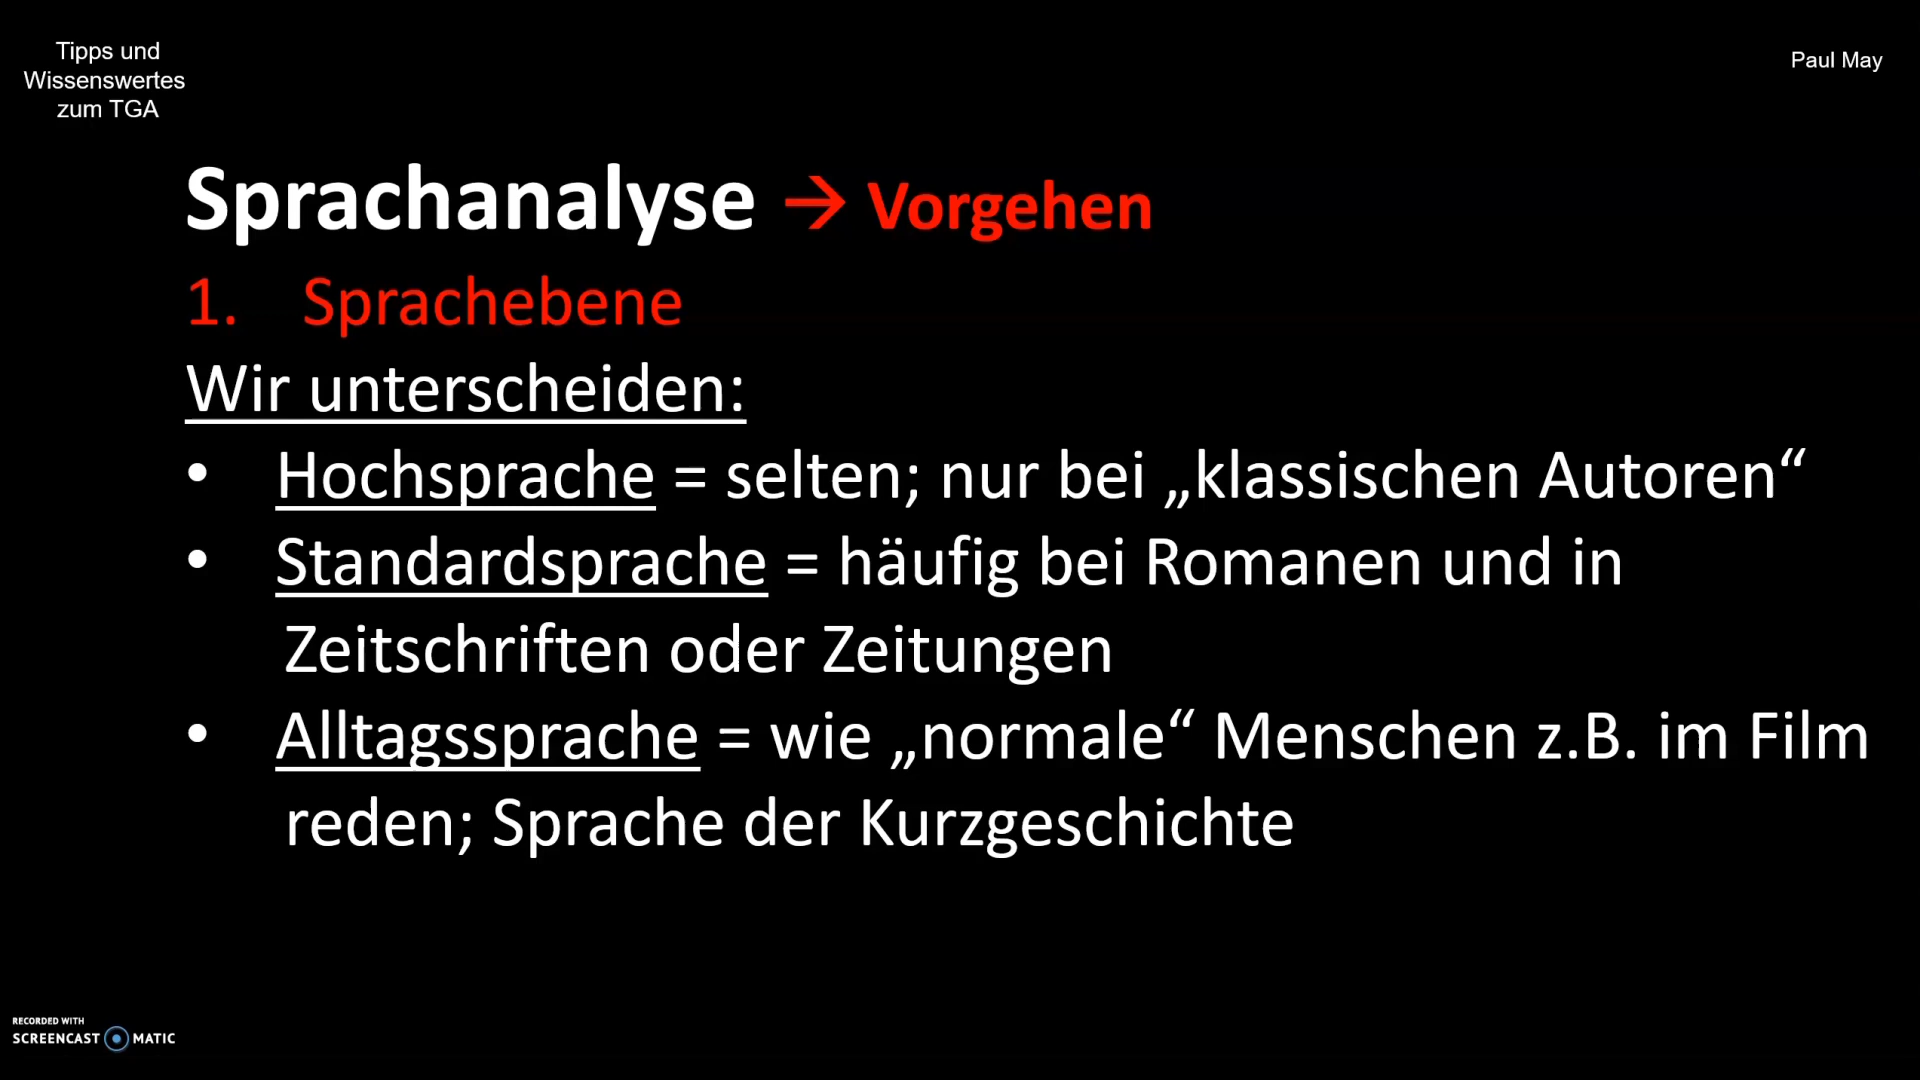 Tipps und
Wissenswertes
zum TGA
Paul May
Sprachanalyse → Vorgehen
1. Sprachebene
Wir unterscheiden:
• Hochsprache = selten; nur bei „klassischen Autoren“
• Standardsprache = häufig bei Romanen und in
Zeitschriften oder Zeitungen
• Alltagssprache = wie „normale“ Menschen z.B. im Film
reden; Sprache der Kurzgeschichte
RECORDED WITH
SCREENCAST MATIC